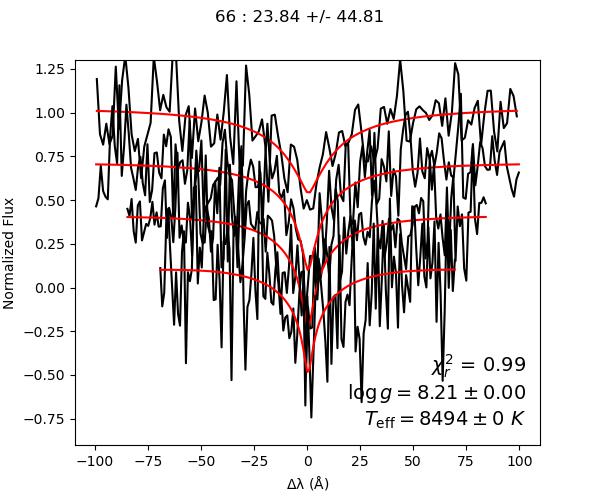 66 : 23.84 +/- 44.81
1.25
1.00
0.75
0.50
0.25
0.00
−0.25
−0.50
−0.75
Normalized Flux
χ²ᵣ = 0.99
log g = 8.21 ± 0.00
T_eff = 8494 ± 0 K
−100 −75 −50 −25 0 25 50 75 100
Δλ (Å)